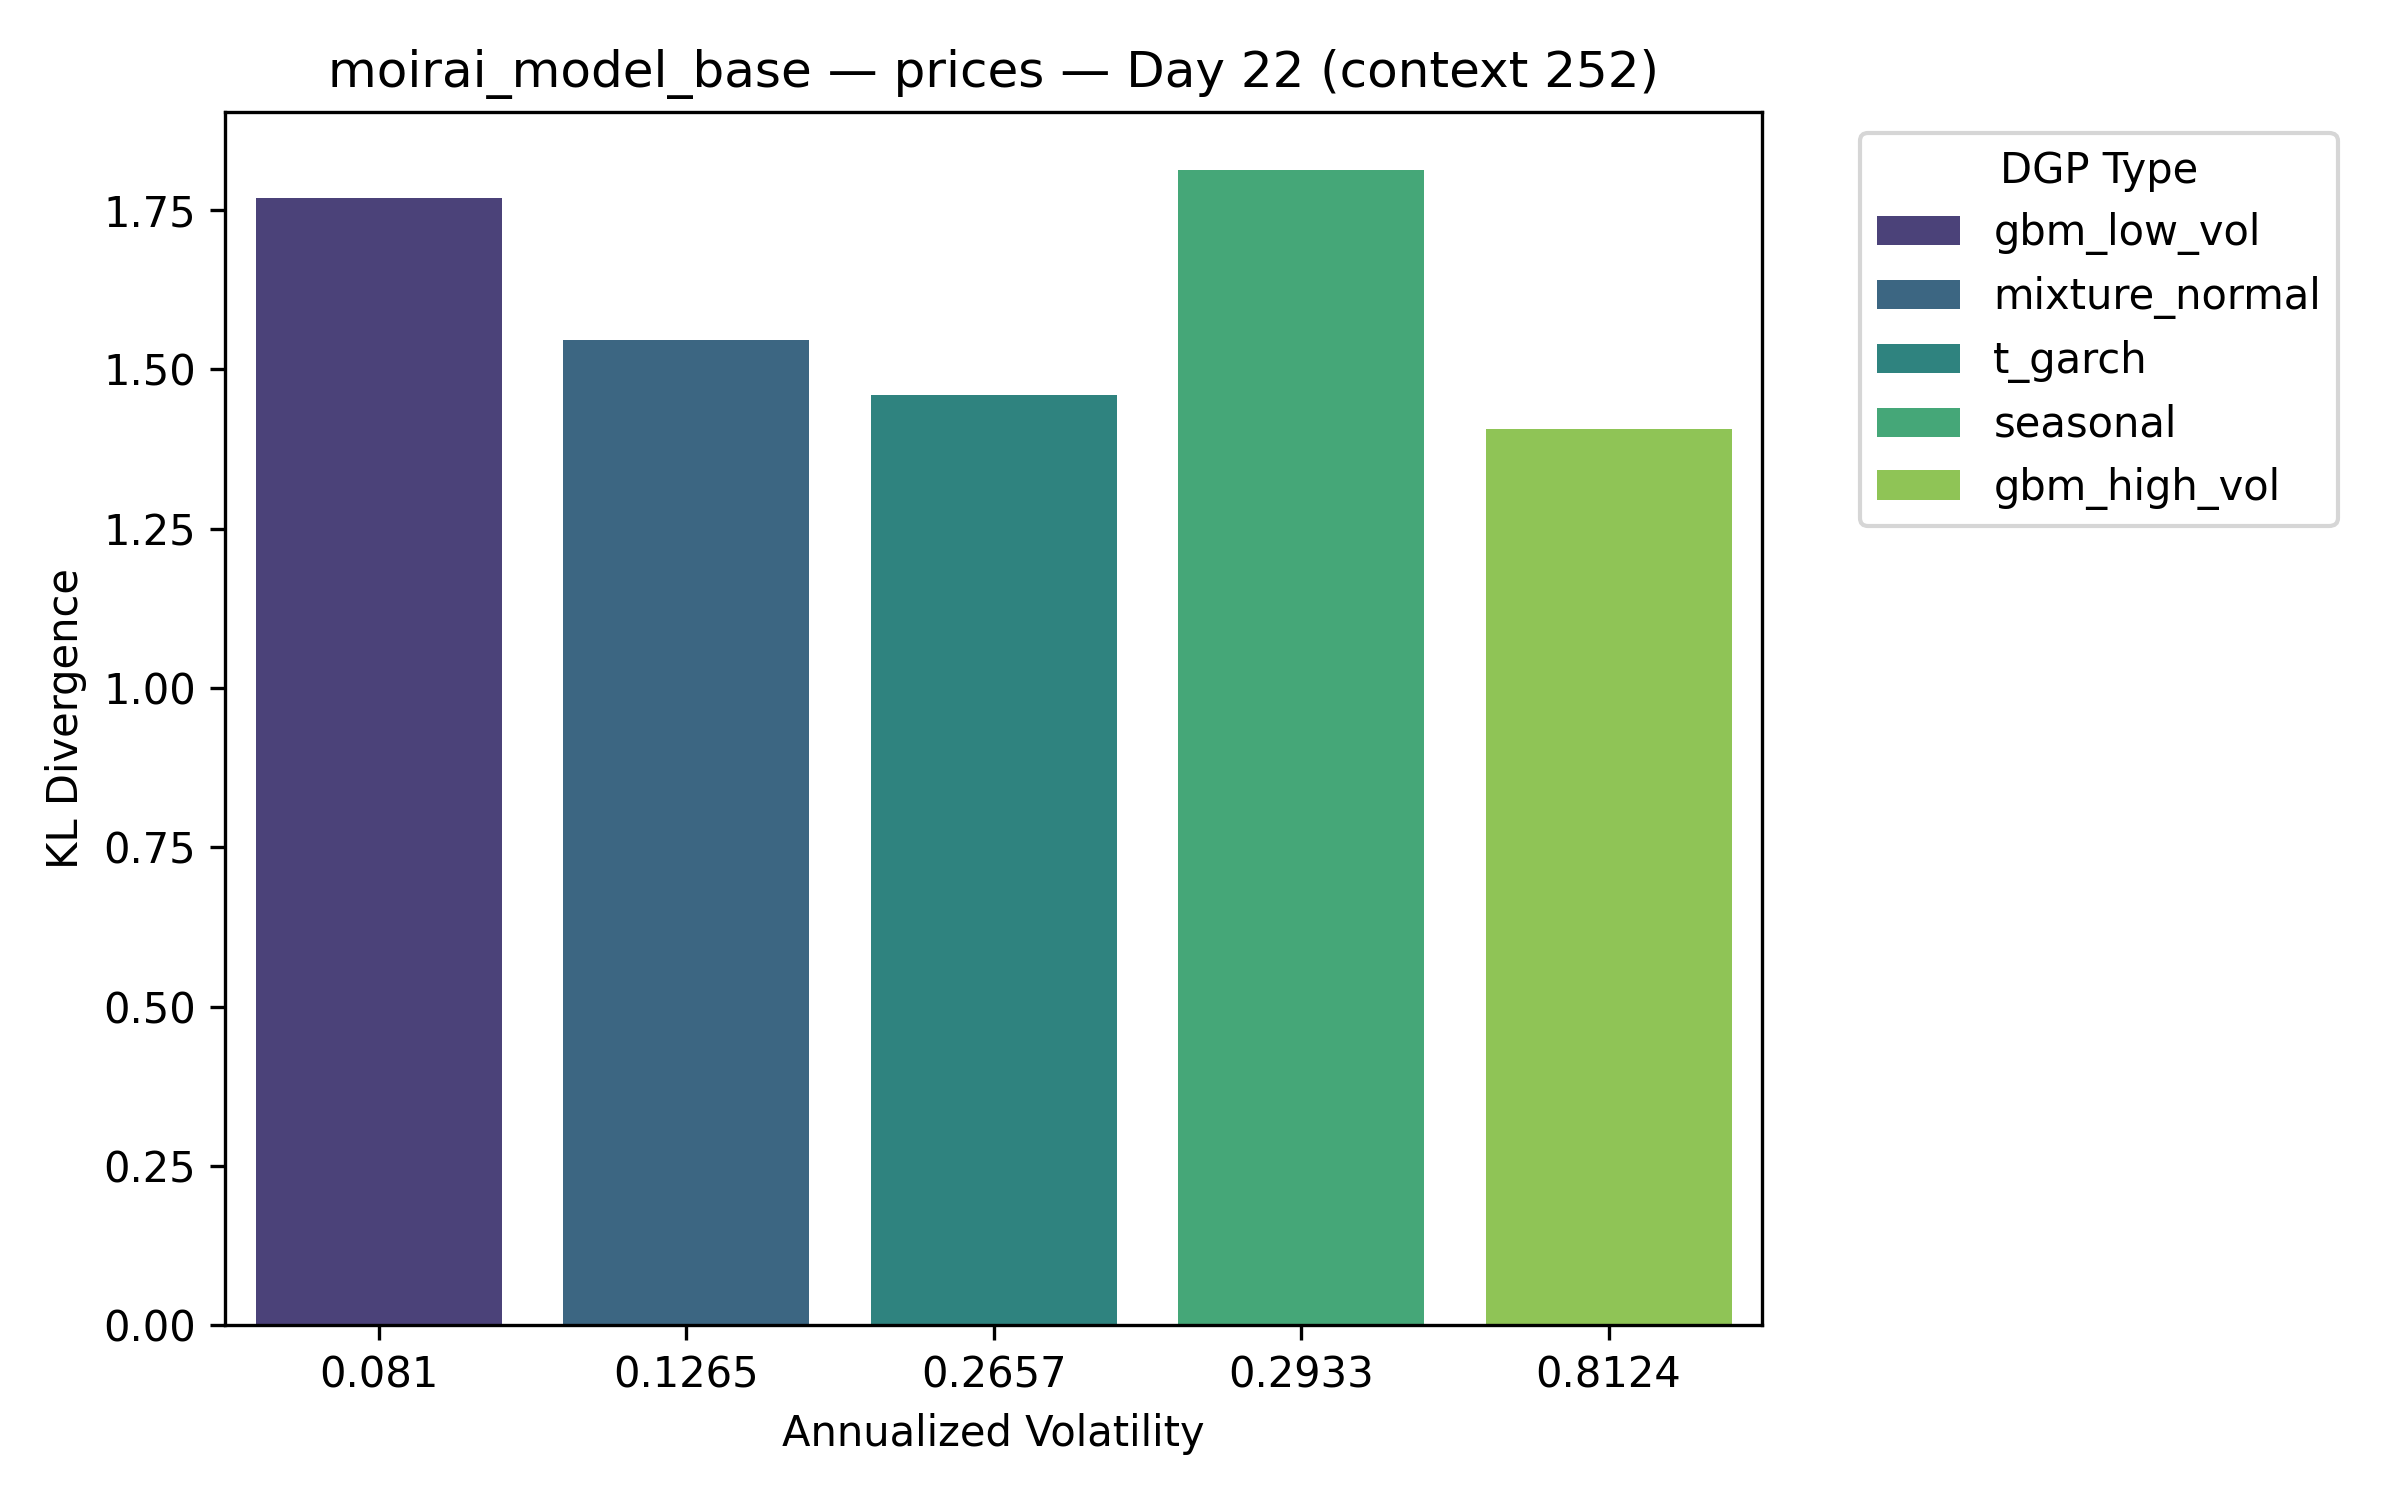 moirai_model_base — prices — Day 22 (context 252)
KL Divergence
1.75
1.50
1.25
1.00
0.75
0.50
0.25
0.00
0.081 0.1265 0.2657 0.2933 0.8124
Annualized Volatility
DGP Type
gbm_low_vol
mixture_normal
t_garch
seasonal
gbm_high_vol